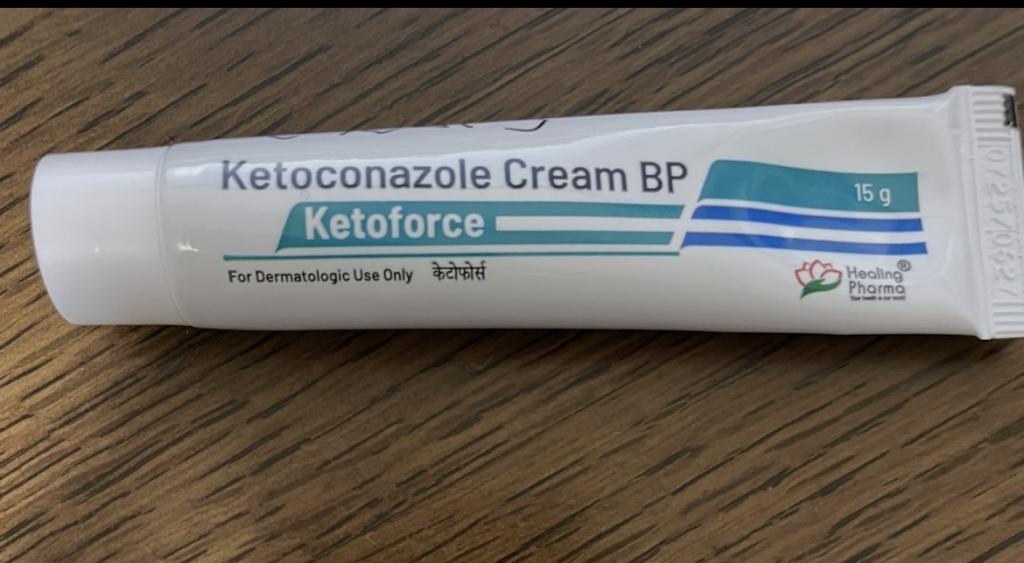 Ketoconazole Cream BP
15 g
Ketoforce
For Dermatologic Use Only केटोफोर्स
Healing®
Pharma